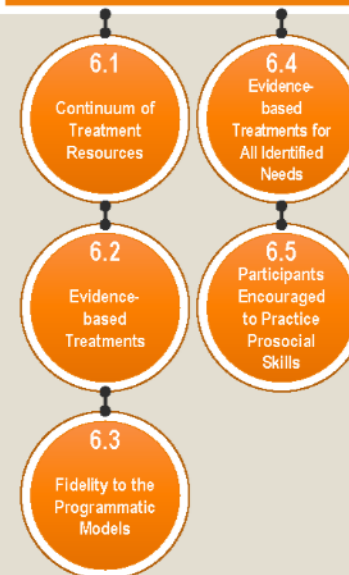 6.1
Continuum of
Treatment
Resources
6.2
Evidence-
based
Treatments
6.3
Fidelity to the
Programmatic
Models
6.4
Evidence-
based
Treatments for
All Identified
Needs
6.5
Participants
Encouraged
to Practice
Prosocial
Skills